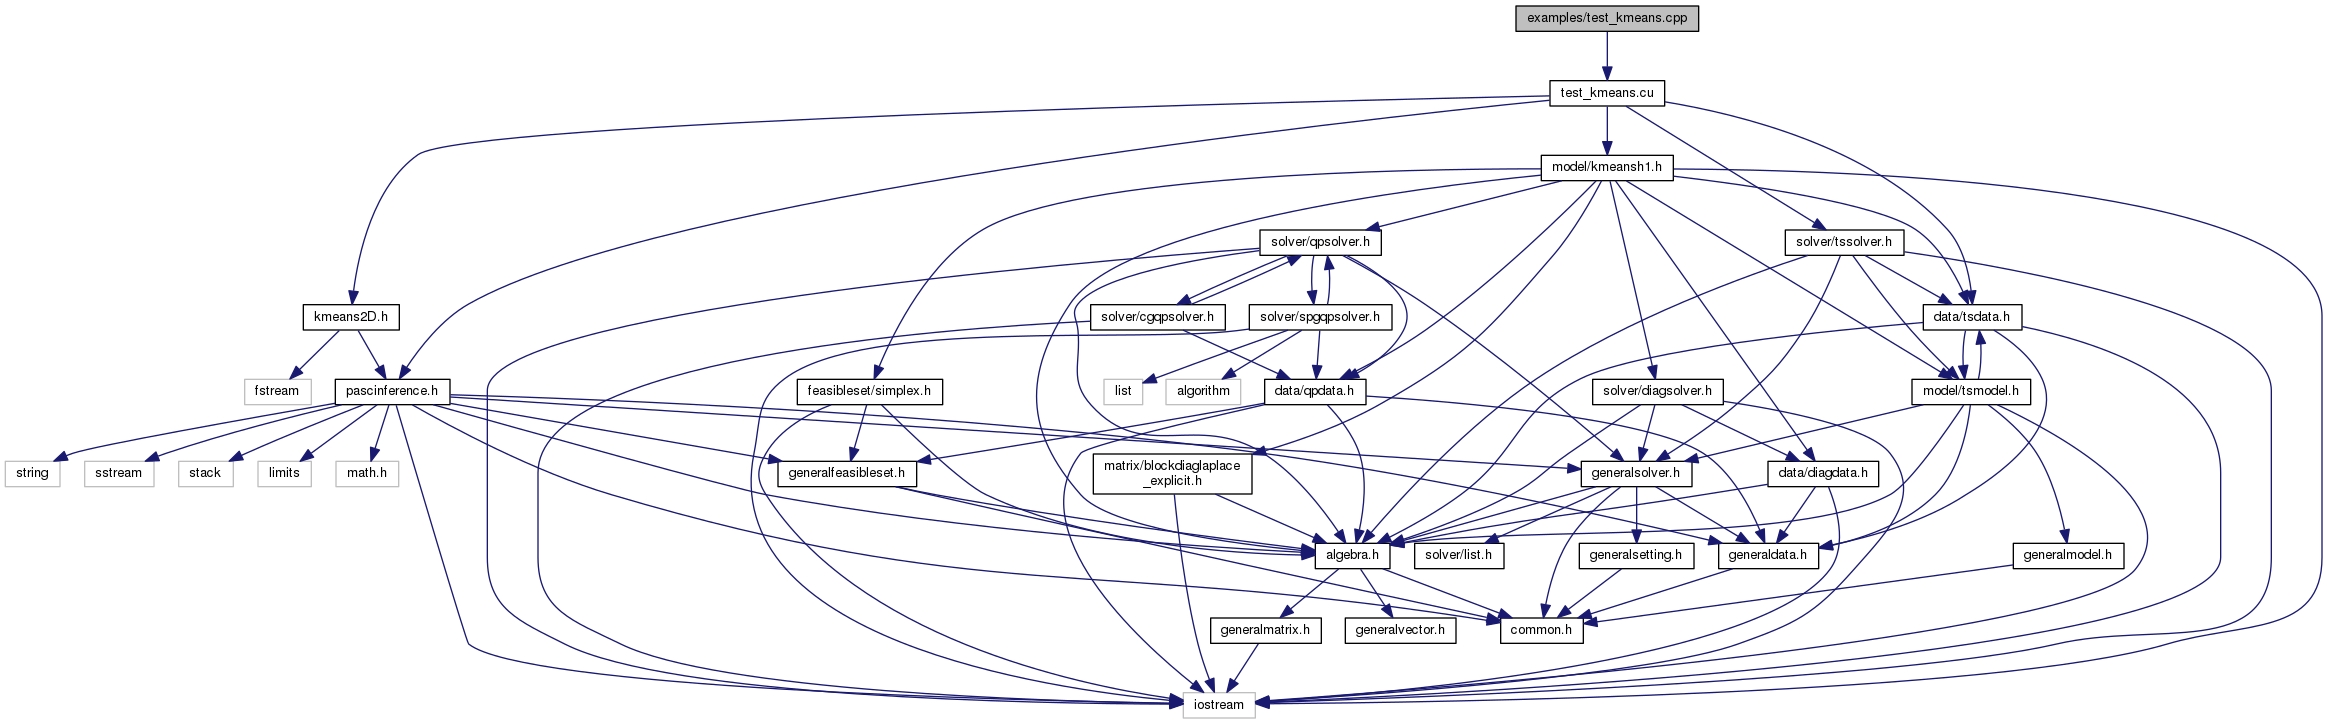 examples/test_kmeans.cpp
test_kmeans.cu
model/kmeansh1.h
solver/qpsolver.h
solver/tssolver.h
kmeans2D.h
solver/cgqpsolver.h
solver/spgqpsolver.h
data/tsdata.h
fstream
pascinference.h
feasibleset/simplex.h
list
algorithm
data/qpdata.h
solver/diagsolver.h
model/tsmodel.h
string
sstream
stack
limits
math.h
generalfeasibleset.h
matrix/blockdiaglaplace
_explicit.h
generalsolver.h
data/diagdata.h
algebra.h
solver/list.h
generalsetting.h
generaldata.h
generalmodel.h
generalmatrix.h
generalvector.h
common.h
iostream